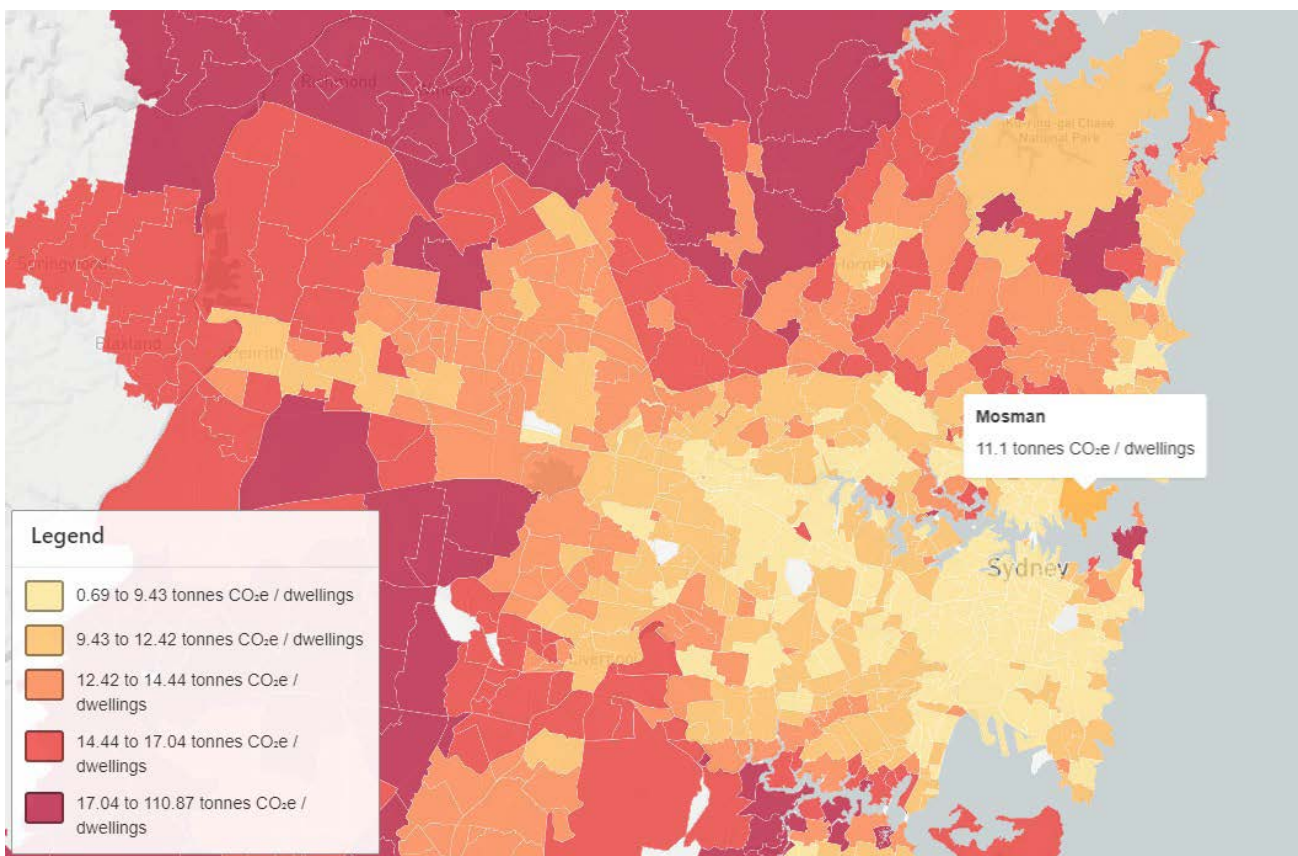 Richmond
Ku-ring-gai Chase
National Park
Springwood
Hornsby
Blaxland
Penrith
Mosman
11.1 tonnes CO₂e / dwellings
Legend
0.69 to 9.43 tonnes CO₂e / dwellings
9.43 to 12.42 tonnes CO₂e / dwellings
12.42 to 14.44 tonnes CO₂e /
dwellings
14.44 to 17.04 tonnes CO₂e /
dwellings
17.04 to 110.87 tonnes CO₂e /
dwellings
Sydney
Liverpool